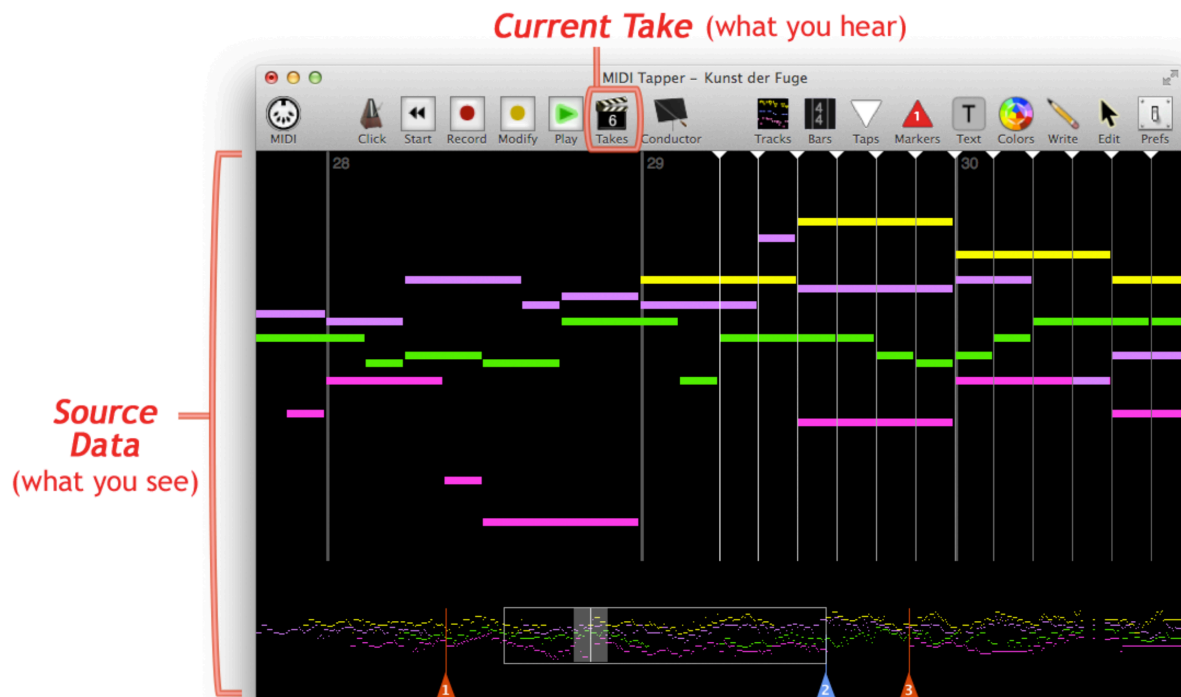 Current Take (what you hear)
MIDI Tapper – Kunst der Fuge
6
4
4
1
T
MIDI Click Start Record Modify Play Takes Conductor Tracks Bars Taps Markers Text Colors Write Edit Prefs
28 29 30
Source
Data
(what you see)
1 2 3